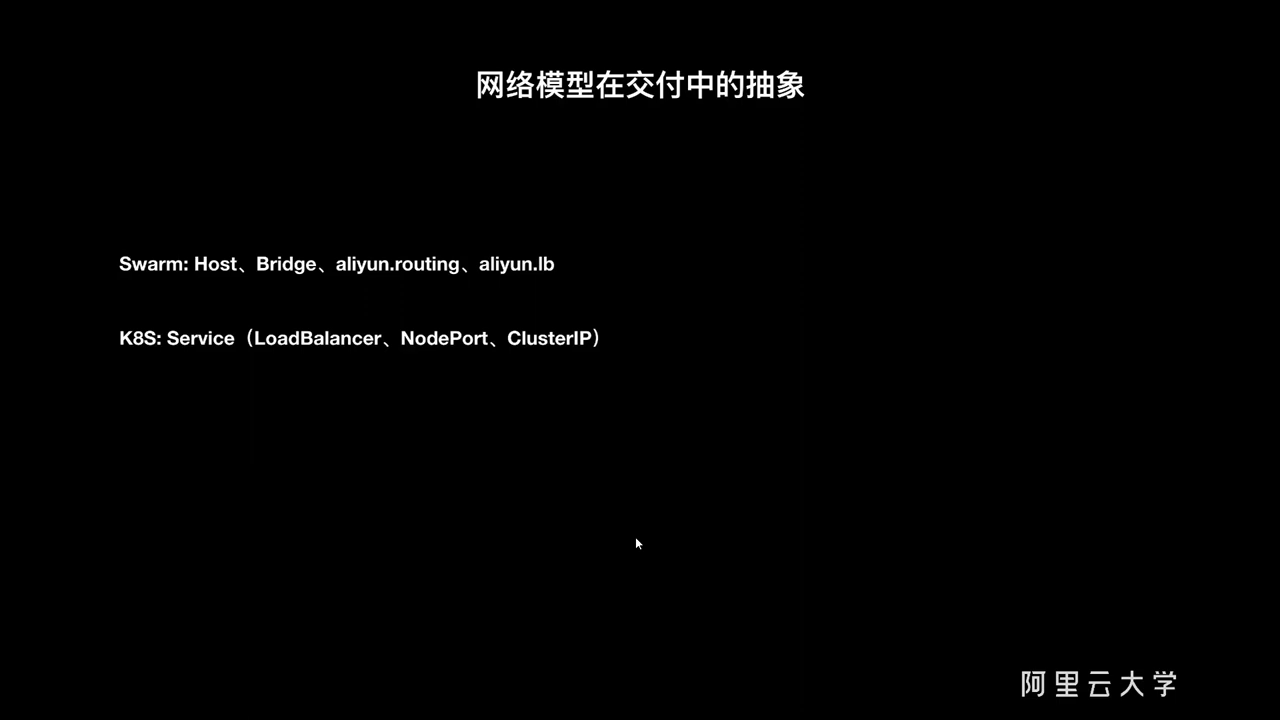 网络模型在交付中的抽象
Swarm: Host、Bridge、aliyun.routing、aliyun.lb
K8S: Service（LoadBalancer、NodePort、ClusterIP）
阿里云大学